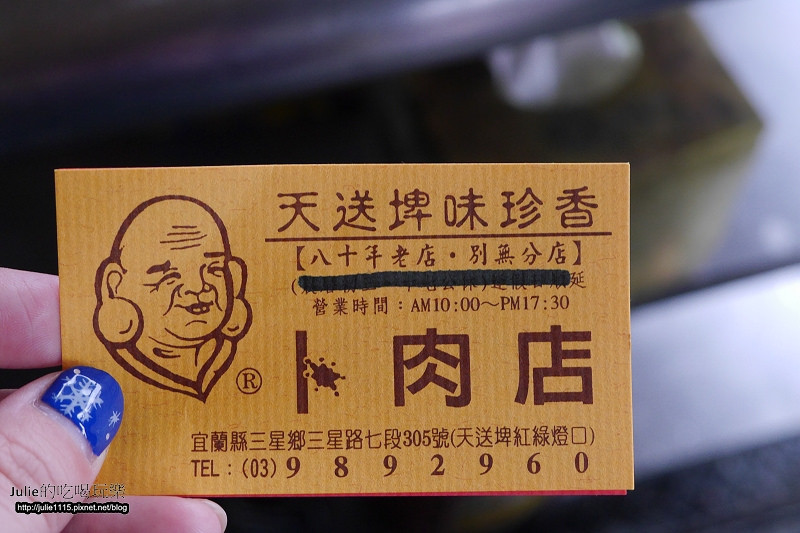 天送埤味珍香
【八十年老店・別無分店】
延
營業時間：AM10:00～PM17:30
®
卜肉店
宜蘭縣三星鄉三星路七段305號(天送埤紅綠燈口)
TEL：(03)9892960
Julie的吃喝玩樂
http://julie1115.pixnet.net/blog